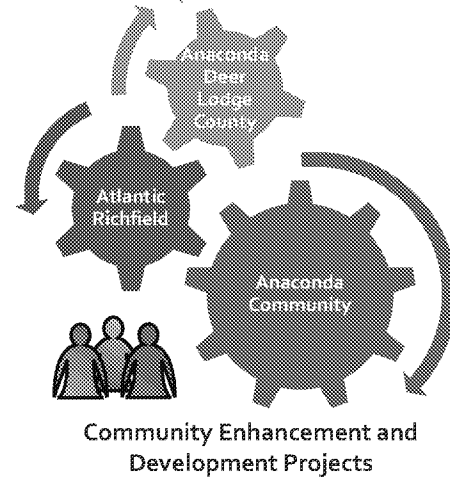 Anaconda
Deer
Lodge
County
Atlantic
Richfield
Anaconda
Community
Community Enhancement and
Development Projects